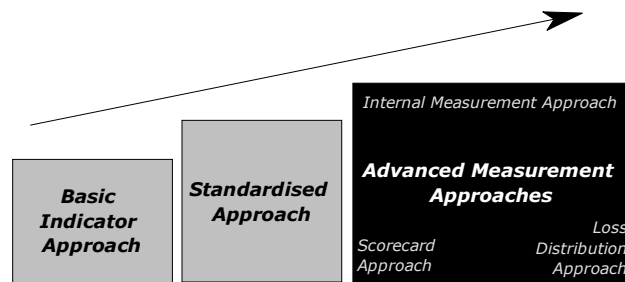 Basic
Indicator
Approach
Standardised
Approach
Internal Measurement Approach
Advanced Measurement
Approaches
Scorecard
Approach
Loss
Distribution
Approach